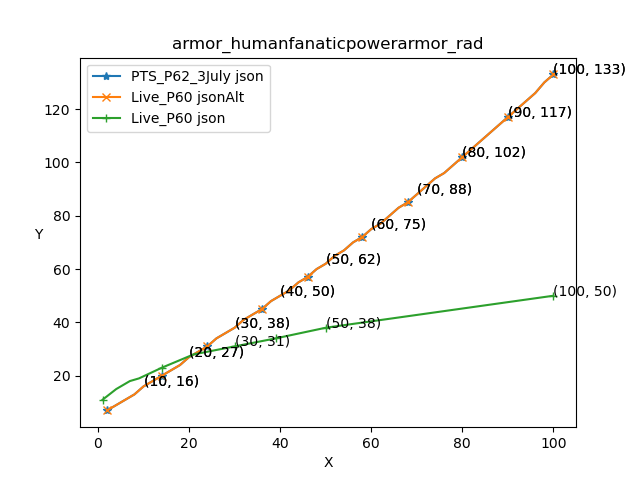 armor_humanfanaticpowerarmor_rad
PTS_P62_3July json
Live_P60 jsonAlt
Live_P60 json
(100, 133)
(90, 117)
(80, 102)
(70, 88)
(60, 75)
(50, 62)
(40, 50)
(100, 50)
(30, 38)
(50, 38)
(30, 31)
(20, 27)
(10, 16)
120
100
80
60
40
20
Y
0 20 40 60 80 100
X